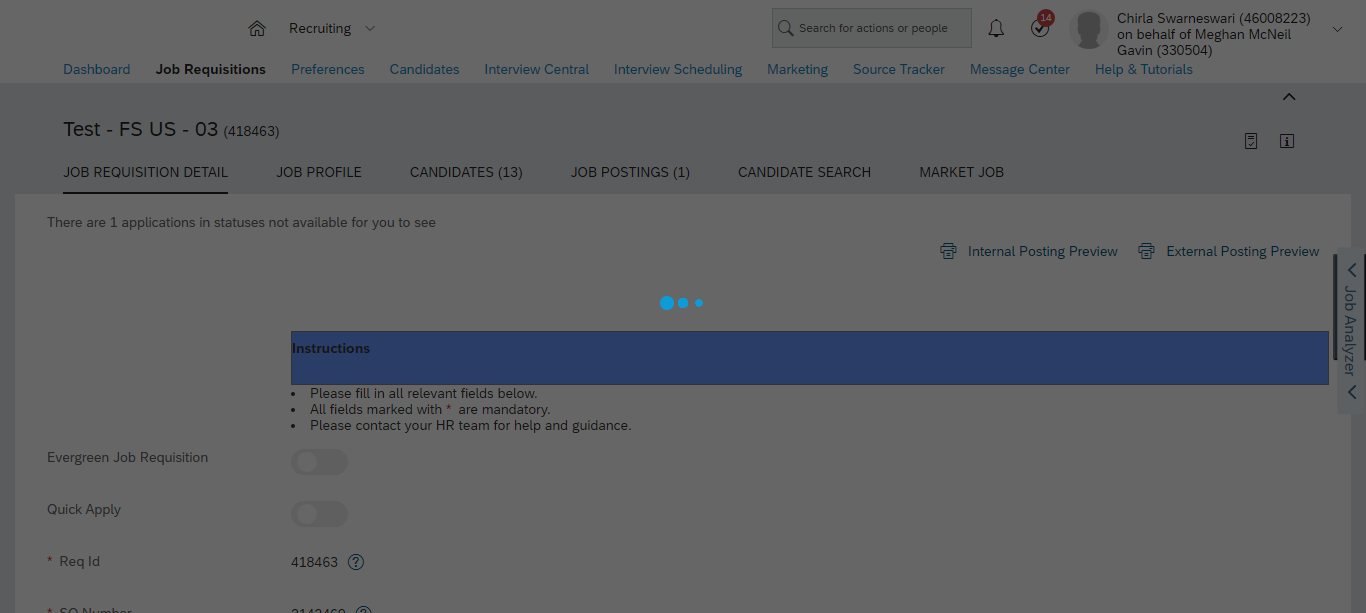 Recruiting
Search for actions or people
14
Chirla Swarneswari (46008223)
on behalf of Meghan McNeil
Gavin (330504)
Dashboard Job Requisitions Preferences Candidates Interview Central Interview Scheduling Marketing Source Tracker Message Center Help & Tutorials
Test - FS US - 03 (418463)
JOB REQUISITION DETAIL JOB PROFILE CANDIDATES (13) JOB POSTINGS (1) CANDIDATE SEARCH MARKET JOB
There are 1 applications in statuses not available for you to see
Internal Posting Preview External Posting Preview
Job Analyzer
Instructions
• Please fill in all relevant fields below.
• All fields marked with * are mandatory.
• Please contact your HR team for help and guidance.
Evergreen Job Requisition
Quick Apply
* Req Id 418463
* SO Number